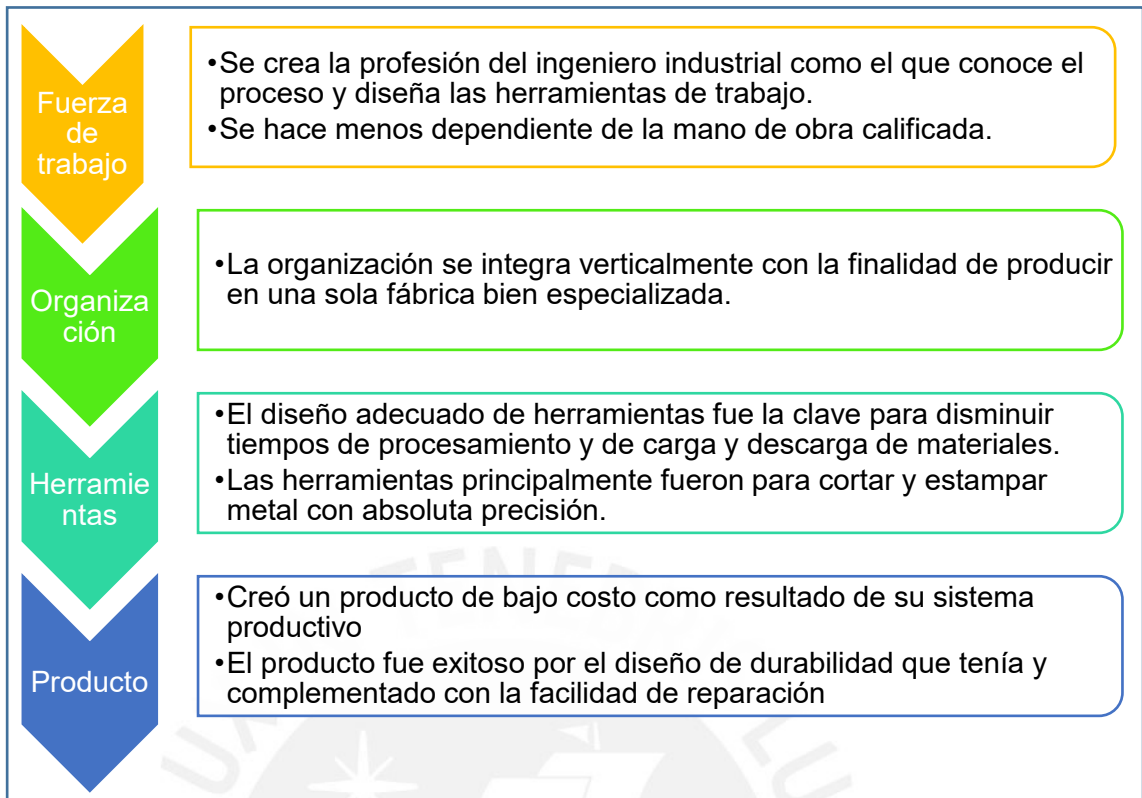 Fuerza
de
trabajo
•Se crea la profesión del ingeniero industrial como el que conoce el
proceso y diseña las herramientas de trabajo.
•Se hace menos dependiente de la mano de obra calificada.
Organiza
ción
•La organización se integra verticalmente con la finalidad de producir
en una sola fábrica bien especializada.
Herramie
ntas
•El diseño adecuado de herramientas fue la clave para disminuir
tiempos de procesamiento y de carga y descarga de materiales.
•Las herramientas principalmente fueron para cortar y estampar
metal con absoluta precisión.
Producto
•Creó un producto de bajo costo como resultado de su sistema
productivo
•El producto fue exitoso por el diseño de durabilidad que tenía y
complementado con la facilidad de reparación